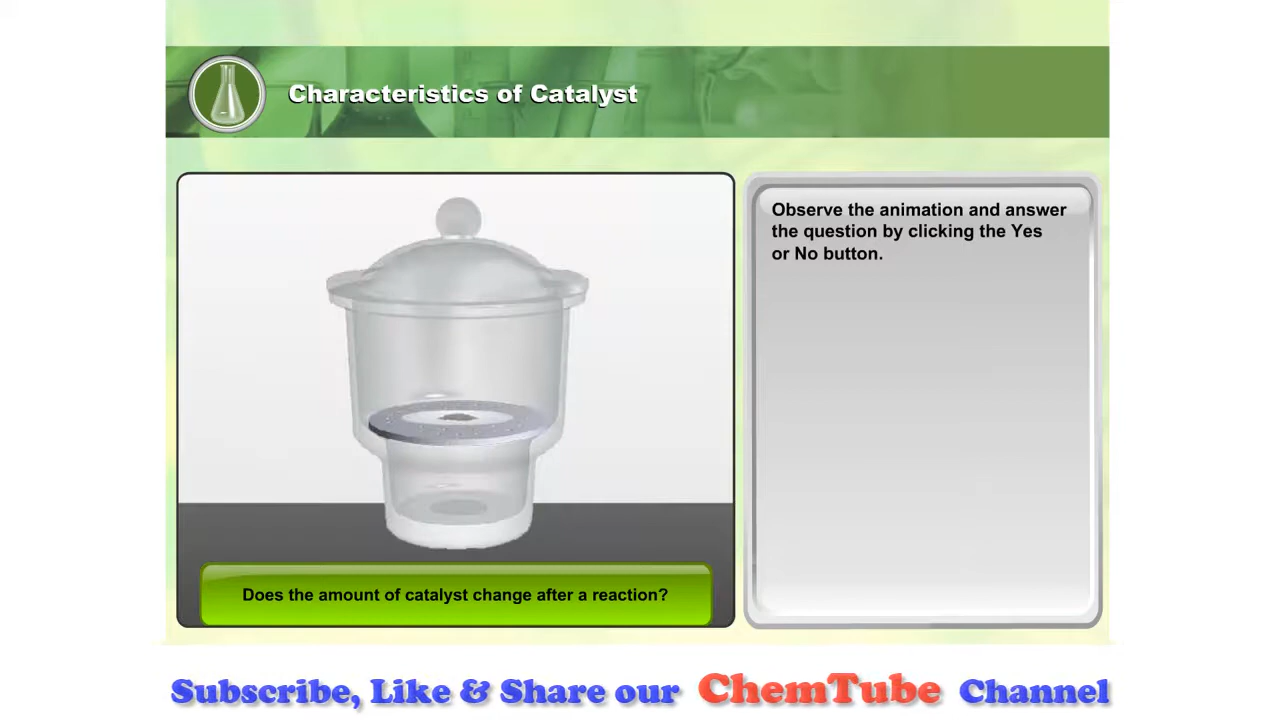 Characteristics of Catalyst
Observe the animation and answer
the question by clicking the Yes
or No button.
Does the amount of catalyst change after a reaction?
Subscribe, Like & Share our ChemTube Channel